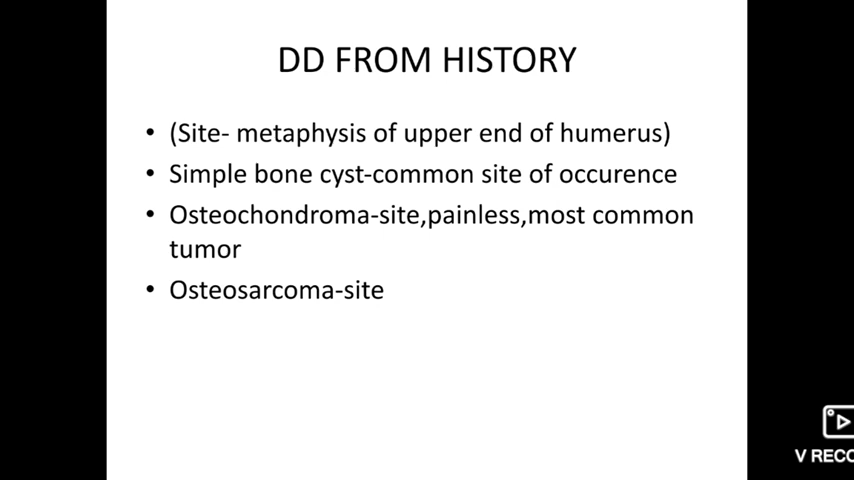 DD FROM HISTORY
• (Site- metaphysis of upper end of humerus)
• Simple bone cyst-common site of occurence
• Osteochondroma-site,painless,most common
tumor
• Osteosarcoma-site
V RECO